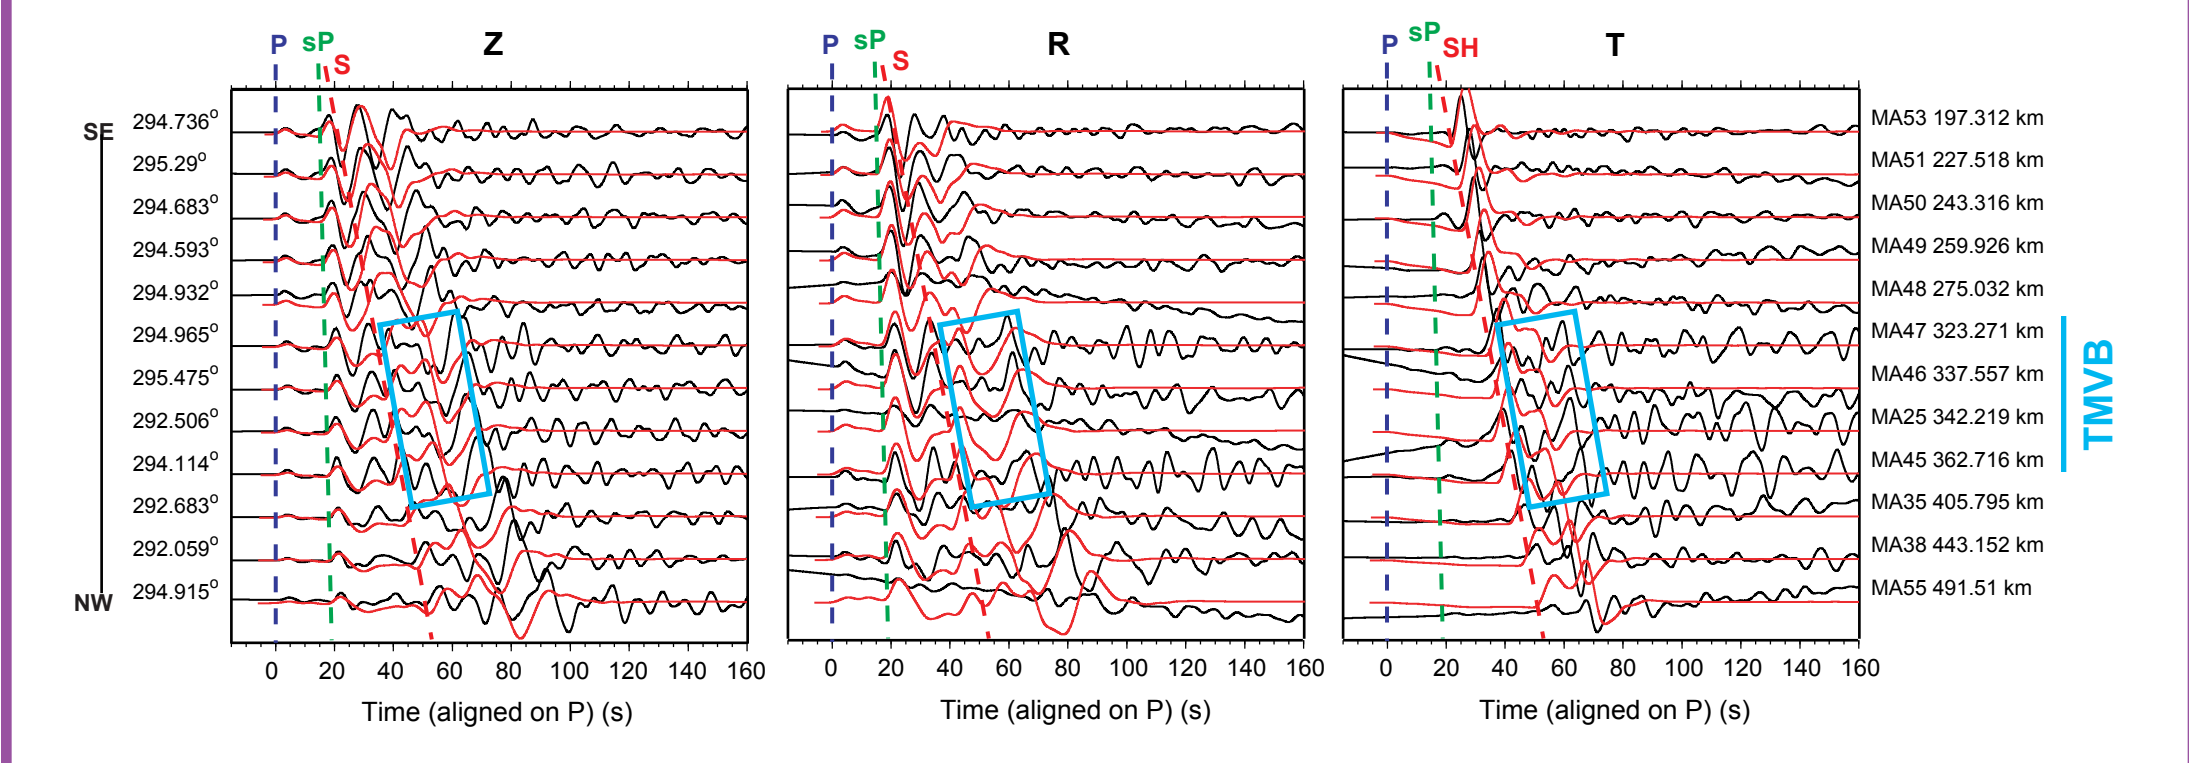 P sP S Z
P sP S R
P sP SH T
SE
NW
294.736°
295.29°
294.683°
294.593°
294.932°
294.965°
295.475°
292.506°
294.114°
292.683°
292.059°
294.915°
MA53 197.312 km
MA51 227.518 km
MA50 243.316 km
MA49 259.926 km
MA48 275.032 km
MA47 323.271 km
MA46 337.557 km
MA25 342.219 km
MA45 362.716 km
MA35 405.795 km
MA38 443.152 km
MA55 491.51 km
TMVB
0 20 40 60 80 100 120 140 160
0 20 40 60 80 100 120 140 160
0 20 40 60 80 100 120 140 160
Time (aligned on P) (s)
Time (aligned on P) (s)
Time (aligned on P) (s)